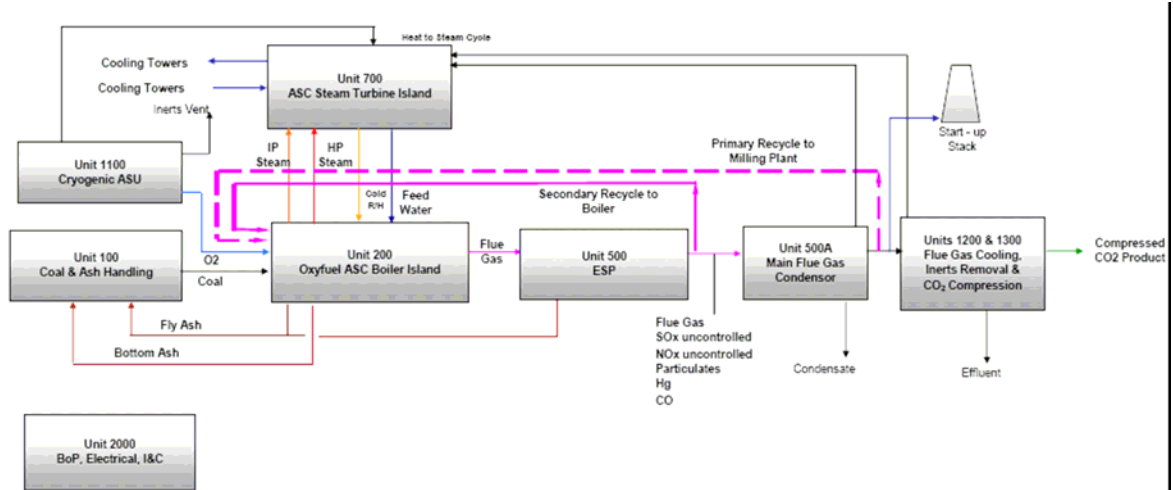 Heat to Steam Cycle
Cooling Towers
Cooling Towers
Inerts Vent
Unit 700
ASC Steam Turbine Island
Start - up
Stack
Unit 1100
Cryogenic ASU
IP
Steam
HP
Steam
Primary Recycle to
Milling Plant
Cold
R/H
Feed
Water
Secondary Recycle to
Boiler
Unit 100
Coal & Ash Handling
O2
Coal
Unit 200
Oxyfuel ASC Boiler Island
Flue
Gas
Unit 500
ESP
Unit 500A
Main Flue Gas
Condensor
Units 1200 & 1300
Flue Gas Cooling,
Inerts Removal &
CO₂ Compression
Compressed
CO2 Product
Fly Ash
Bottom Ash
Flue Gas
SOx uncontrolled
NOx uncontrolled
Particulates
Hg
CO
Condensate
Effluent
Unit 2000
BoP, Electrical, I&C